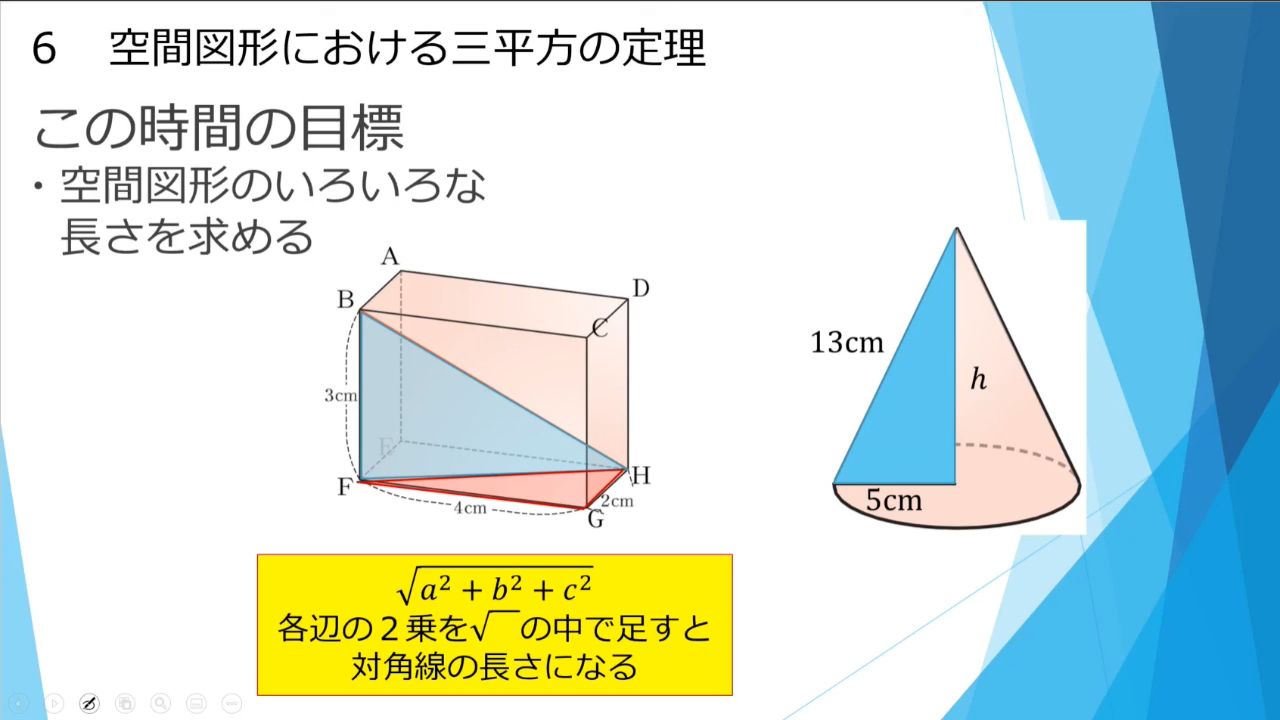 6 空間図形における三平方の定理
この時間の目標
・空間図形のいろいろな
長さを求める
A
B
D
C
3cm
E
F
H
4cm
2cm
G
13cm
h
5cm
√a² + b² + c²
各辺の２乗を√ の中で足すと
対角線の長さになる